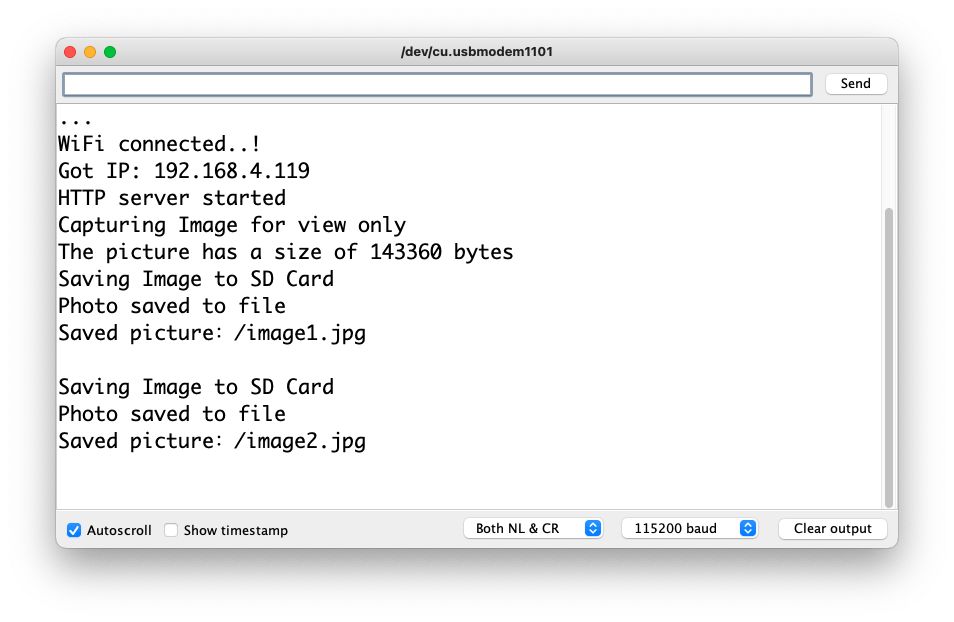 /dev/cu.usbmodem1101
Send
...
WiFi connected..!
Got IP: 192.168.4.119
HTTP server started
Capturing Image for view only
The picture has a size of 143360 bytes
Saving Image to SD Card
Photo saved to file
Saved picture: /image1.jpg
Saving Image to SD Card
Photo saved to file
Saved picture: /image2.jpg
Autoscroll Show timestamp Both NL & CR 115200 baud Clear output